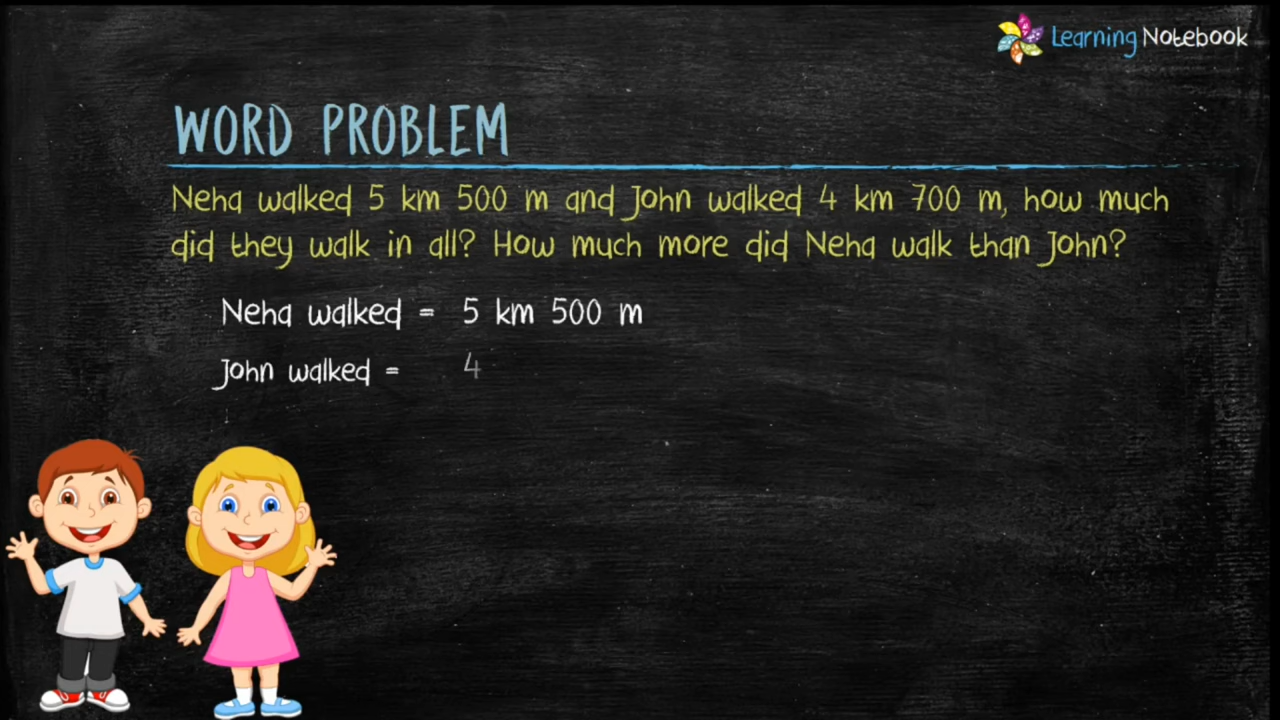 Learning Notebook
WORD PROBLEM
Neha walked 5 km 500 m and John walked 4 km 700 m, how much
did they walk in all? How much more did Neha walk than John?
Neha walked = 5 km 500 m
John walked = 4